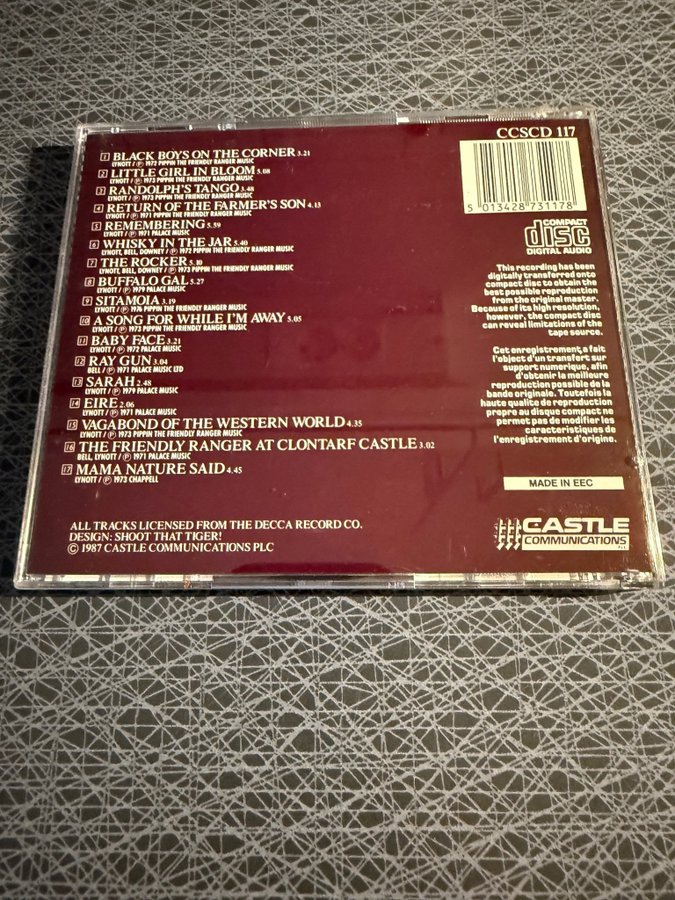 CCSCD 117
1 BLACK BOYS ON THE CORNER 3.21
LYNOTT / ℗ 1972 PIPPIN THE FRIENDLY RANGER MUSIC
2 LITTLE GIRL IN BLOOM 5.08
LYNOTT / ℗ 1973 PIPPIN THE FRIENDLY RANGER MUSIC
3 RANDOLPH'S TANGO 3.48
LYNOTT / ℗ 1973 PIPPIN THE FRIENDLY RANGER MUSIC
4 RETURN OF THE FARMER'S SON 4.13
LYNOTT / ℗ 1971 PIPPIN THE FRIENDLY RANGER MUSIC
5 REMEMBERING 5.59
LYNOTT / ℗ 1971 PALACE MUSIC
6 WHISKY IN THE JAR 5.40
LYNOTT, BELL, DOWNEY / ℗ 1972 PIPPIN THE FRIENDLY RANGER MUSIC
7 THE ROCKER 5.10
LYNOTT, BELL, DOWNEY / ℗ 1973 PIPPIN THE FRIENDLY RANGER MUSIC
8 BUFFALO GAL 5.27
LYNOTT / ℗ 1979 PALACE MUSIC
9 SITAMOIA 3.19
LYNOTT / ℗ 1976 PIPPIN THE FRIENDLY RANGER MUSIC
10 A SONG FOR WHILE I'M AWAY 5.05
LYNOTT / ℗ 1973 PIPPIN THE FRIENDLY RANGER MUSIC
11 BABY FACE 3.21
LYNOTT / ℗ 1972 PALACE MUSIC
12 RAY GUN 3.04
BELL / ℗ 1971 PALACE MUSIC LTD
13 SARAH 2.48
LYNOTT / ℗ 1979 PALACE MUSIC
14 EIRE 2.06
LYNOTT / ℗ 1971 PALACE MUSIC
15 VAGABOND OF THE WESTERN WORLD 4.35
LYNOTT / ℗ 1973 PIPPIN THE FRIENDLY RANGER MUSIC
16 THE FRIENDLY RANGER AT CLONTARF CASTLE 3.02
BELL, LYNOTT / ℗ 1971 PALACE MUSIC
17 MAMA NATURE SAID 4.45
LYNOTT / ℗ 1973 CHAPPELL
ALL TRACKS LICENSED FROM THE DECCA RECORD CO.
DESIGN: SHOOT THAT TIGER!
© 1987 CASTLE COMMUNICATIONS PLC
5 013428 731178
COMPACT
disc
DIGITAL AUDIO
This recording has been
digitally transferred onto
compact disc to obtain the
best possible reproduction
from the original master.
Because of its high resolution,
however, the compact disc
can reveal limitations of the
tape source.
Cet enregistrement,a fait
l'object d'un transfert sur
support numerique, afin
d'obtenir la meilleure
reproduction possible de la
bande originale. Toutefois la
haute qualite de reproduction
propre au disque compact ne
permet pas de modifier les
caracteristiques de
l'enregistrement d'origine.
MADE IN EEC
CASTLE
COMMUNICATIONS
PLC